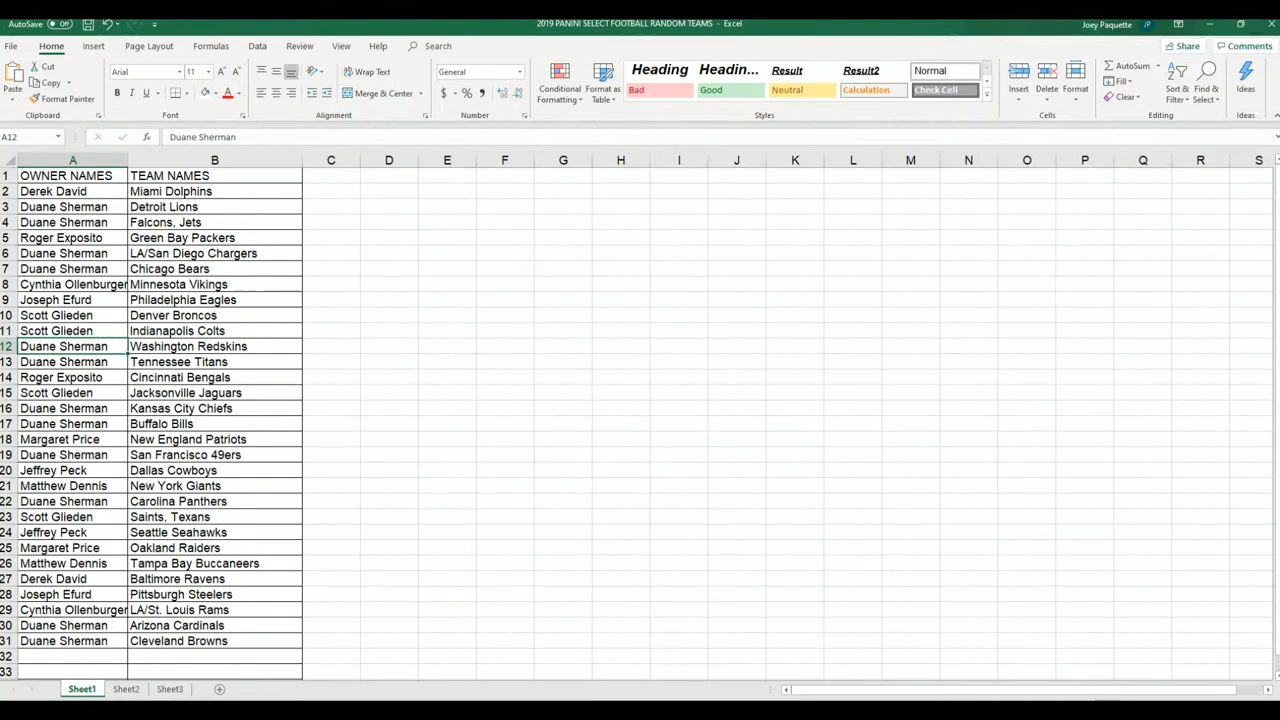 AutoSave Off 2019 PANINI SELECT FOOTBALL RANDOM TEAMS - Excel Joey Paquette JP
File Home Insert Page Layout Formulas Data Review View Help Search Share Comments
Cut
Copy
Format Painter
Paste
Clipboard
Arial 11
B I U
Font
Wrap Text
Merge & Center
Alignment
General
$ % ,
Number
Conditional Formatting
Format as Table
Heading Headin... Result Result2 Normal
Bad Good Neutral Calculation Check Cell
Styles
Insert Delete Format
Cells
AutoSum
Fill
Clear
Sort & Filter
Find & Select
Editing
Ideas
Ideas
A12 fx Duane Sherman
A B C D E F G H I J K L M N O P Q R S
1 OWNER NAMES TEAM NAMES
2 Derek David Miami Dolphins
3 Duane Sherman Detroit Lions
4 Duane Sherman Falcons, Jets
5 Roger Exposito Green Bay Packers
6 Duane Sherman LA/San Diego Chargers
7 Duane Sherman Chicago Bears
8 Cynthia Ollenburger Minnesota Vikings
9 Joseph Efurd Philadelphia Eagles
10 Scott Glieden Denver Broncos
11 Scott Glieden Indianapolis Colts
12 Duane Sherman Washington Redskins
13 Duane Sherman Tennessee Titans
14 Roger Exposito Cincinnati Bengals
15 Scott Glieden Jacksonville Jaguars
16 Duane Sherman Kansas City Chiefs
17 Duane Sherman Buffalo Bills
18 Margaret Price New England Patriots
19 Duane Sherman San Francisco 49ers
20 Jeffrey Peck Dallas Cowboys
21 Matthew Dennis New York Giants
22 Duane Sherman Carolina Panthers
23 Scott Glieden Saints, Texans
24 Jeffrey Peck Seattle Seahawks
25 Margaret Price Oakland Raiders
26 Matthew Dennis Tampa Bay Buccaneers
27 Derek David Baltimore Ravens
28 Joseph Efurd Pittsburgh Steelers
29 Cynthia Ollenburger LA/St. Louis Rams
30 Duane Sherman Arizona Cardinals
31 Duane Sherman Cleveland Browns
32
33
Sheet1 Sheet2 Sheet3